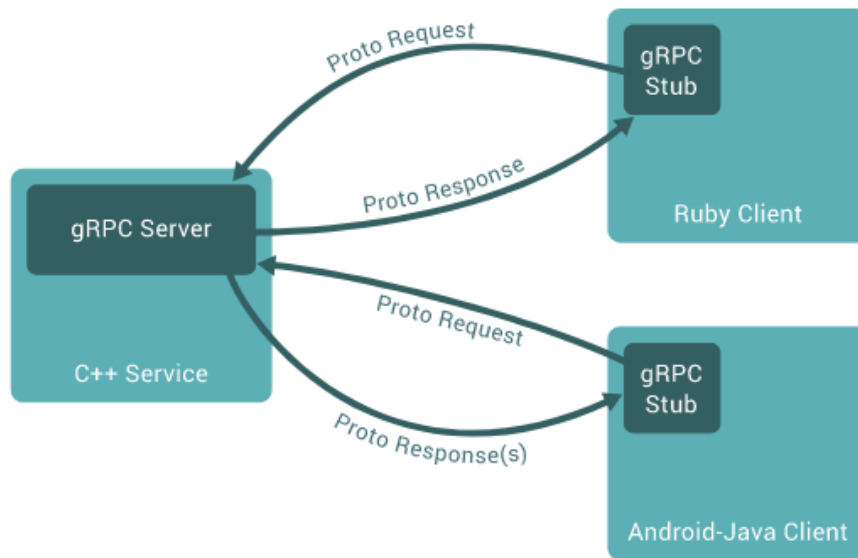 Proto Request
gRPC
Stub
Proto Response
Ruby Client
gRPC Server
C++ Service
Proto Request
gRPC
Stub
Proto Response(s)
Android-Java Client